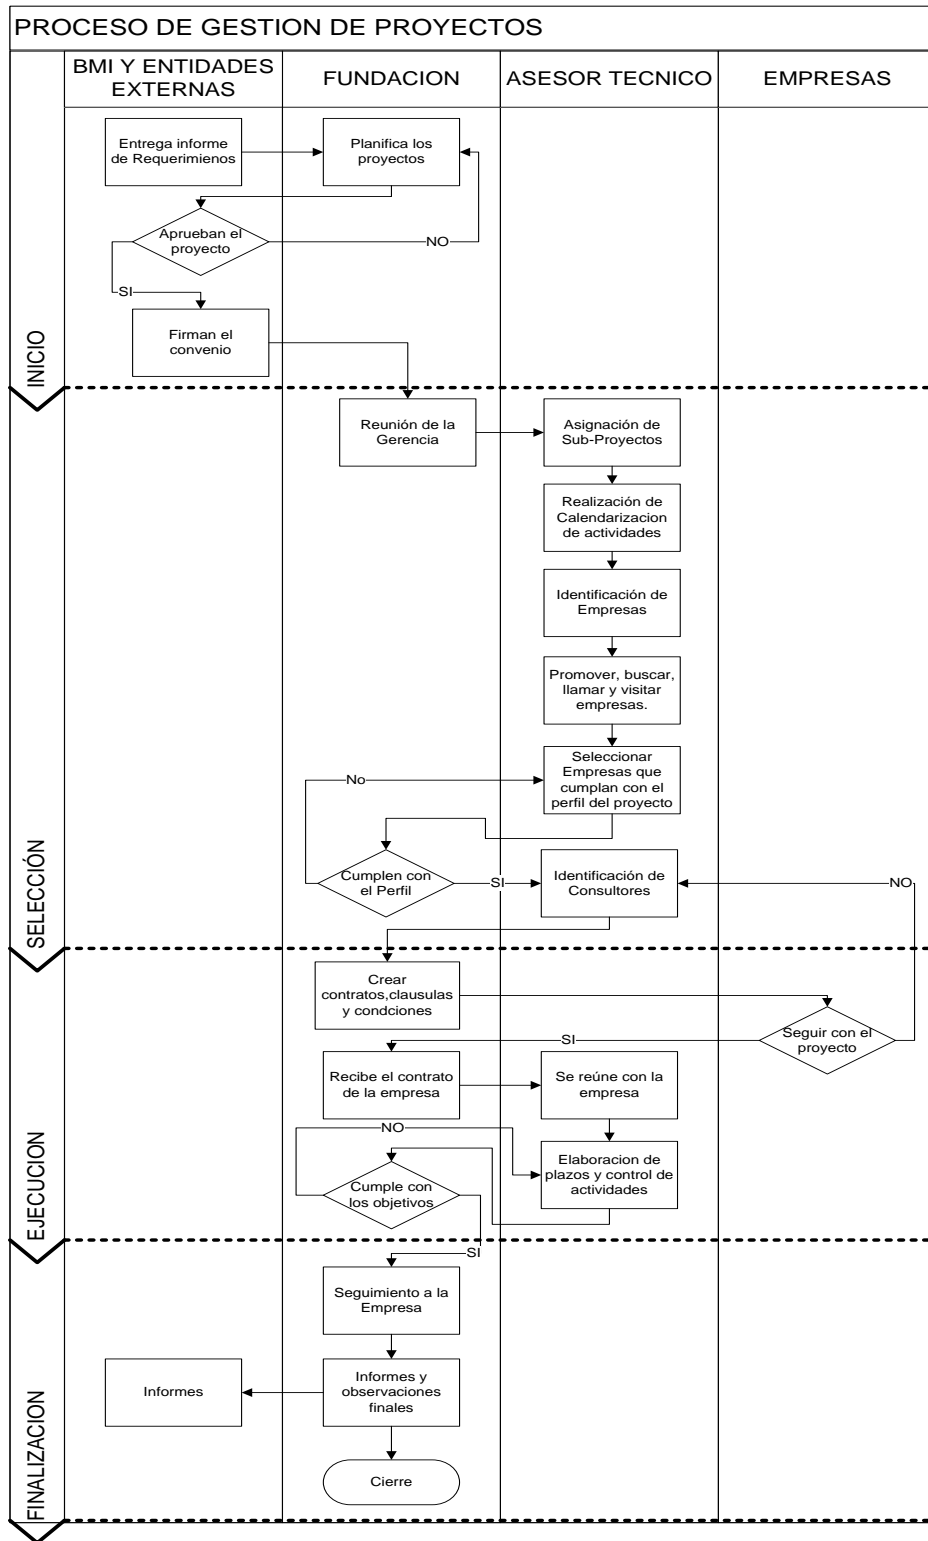 PROCESO DE GESTION DE PROYECTOS
BMI Y ENTIDADES
EXTERNAS
FUNDACION
ASESOR TECNICO
EMPRESAS
INICIO
Entrega informe
de Requerimienos
Planifica los
proyectos
Aprueban el
proyecto
NO
SI
Firman el
convenio
SELECCIÓN
Reunión de la
Gerencia
Asignación de
Sub-Proyectos
Realización de
Calendarizacion
de actividades
Identificación de
Empresas
Promover, buscar,
llamar y visitar
empresas.
Seleccionar
Empresas que
cumplan con el
perfil del proyecto
No
Cumplen con
el Perfil
SI
Identificación de
Consultores
NO
EJECUCION
Crear
contratos,clausulas
y condciones
Seguir con el
proyecto
SI
Recibe el contrato
de la empresa
Se reúne con la
empresa
NO
Elaboracion de
plazos y control de
actividades
Cumple con
los objetivos
SI
FINALIZACION
Seguimiento a la
Empresa
Informes y
observaciones
finales
Informes
Cierre